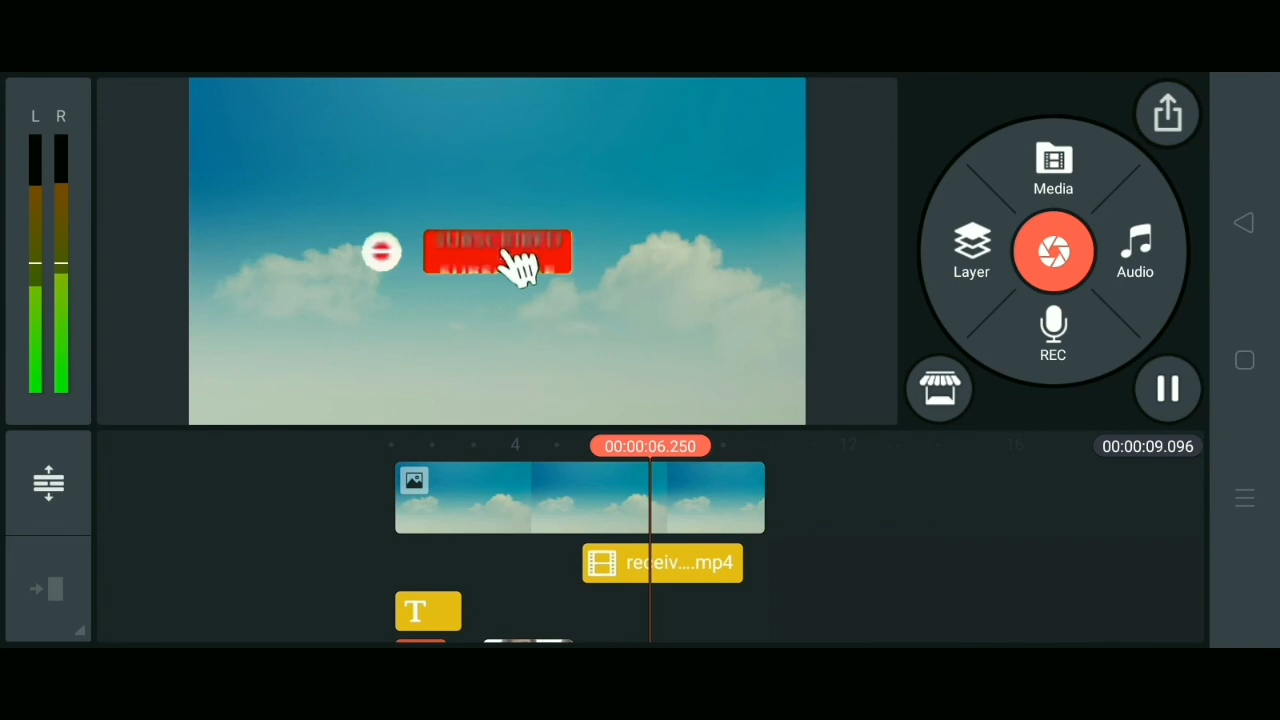 L R
Media
Layer
Audio
REC
4
00:00:06.250
12
16
00:00:09.096
receiv....mp4
T